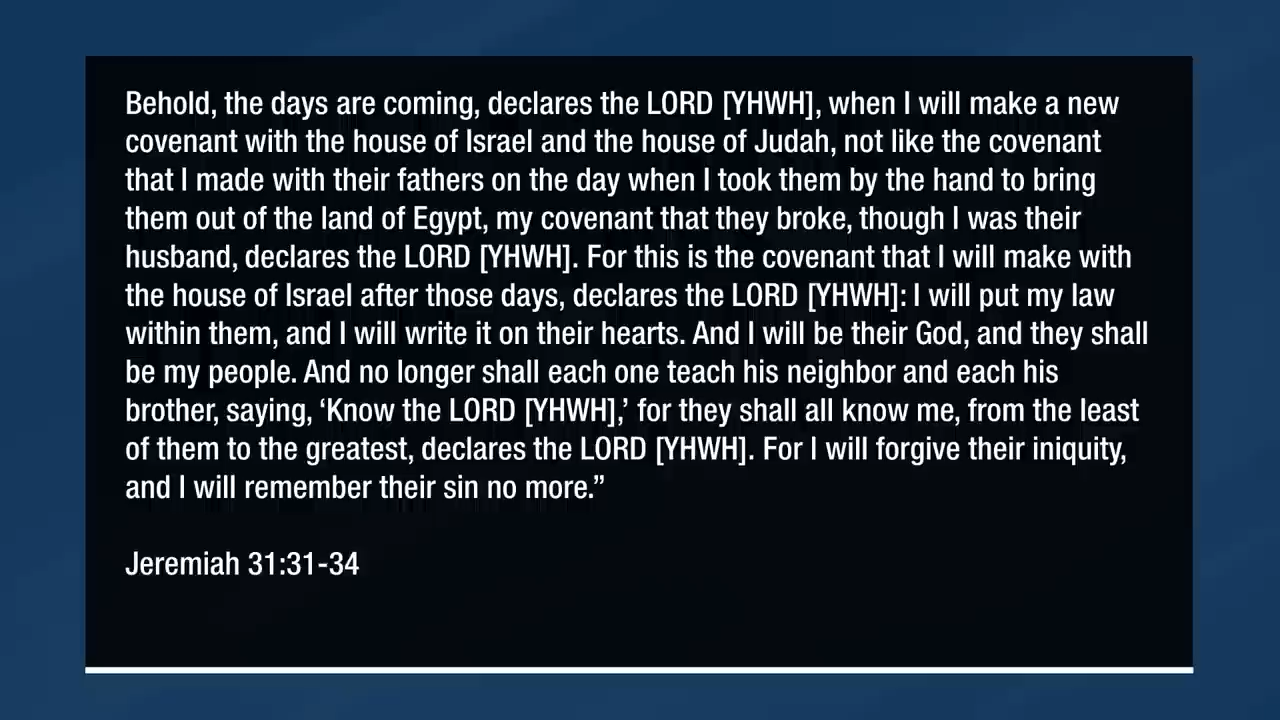 Behold, the days are coming, declares the LORD [YHWH], when I will make a new
covenant with the house of Israel and the house of Judah, not like the covenant
that I made with their fathers on the day when I took them by the hand to bring
them out of the land of Egypt, my covenant that they broke, though I was their
husband, declares the LORD [YHWH]. For this is the covenant that I will make with
the house of Israel after those days, declares the LORD [YHWH]: I will put my law
within them, and I will write it on their hearts. And I will be their God, and they shall
be my people. And no longer shall each one teach his neighbor and each his
brother, saying, ‘Know the LORD [YHWH],’ for they shall all know me, from the least
of them to the greatest, declares the LORD [YHWH]. For I will forgive their iniquity,
and I will remember their sin no more.”
Jeremiah 31:31-34